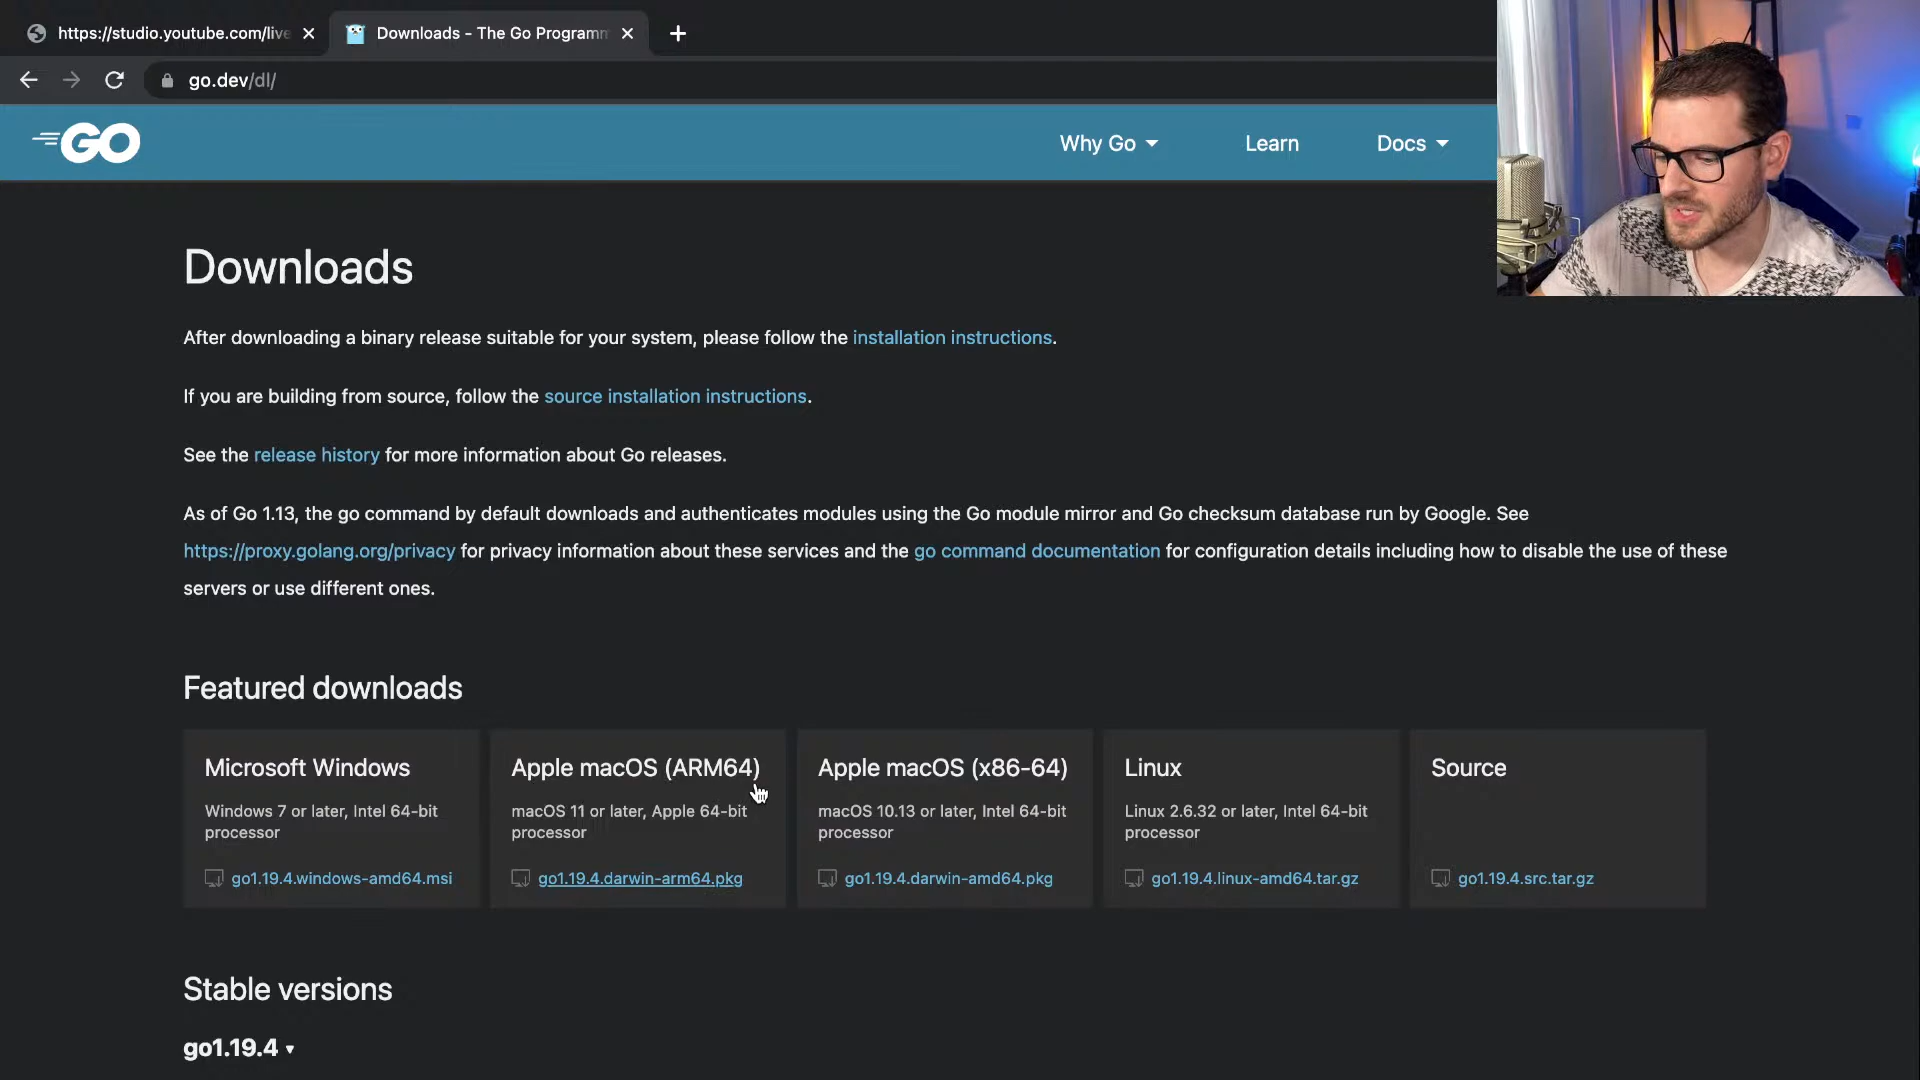 https://studio.youtube.com/live
Downloads - The Go Programm
go.dev/dl/
GO
Why Go
Learn
Docs
Downloads
After downloading a binary release suitable for your system, please follow the installation instructions.
If you are building from source, follow the source installation instructions.
See the release history for more information about Go releases.
As of Go 1.13, the go command by default downloads and authenticates modules using the Go module mirror and Go checksum database run by Google. See
https://proxy.golang.org/privacy for privacy information about these services and the go command documentation for configuration details including how to disable the use of these
servers or use different ones.
Featured downloads
Microsoft Windows
Windows 7 or later, Intel 64-bit
processor
go1.19.4.windows-amd64.msi
Apple macOS (ARM64)
macOS 11 or later, Apple 64-bit
processor
go1.19.4.darwin-arm64.pkg
Apple macOS (x86-64)
macOS 10.13 or later, Intel 64-bit
processor
go1.19.4.darwin-amd64.pkg
Linux
Linux 2.6.32 or later, Intel 64-bit
processor
go1.19.4.linux-amd64.tar.gz
Source
go1.19.4.src.tar.gz
Stable versions
go1.19.4 ▾